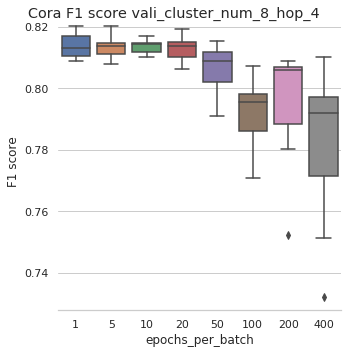 Cora F1 score vali_cluster_num_8_hop_4
0.82
0.80
0.78
0.76
0.74
F1 score
1 5 10 20 50 100 200 400
epochs_per_batch